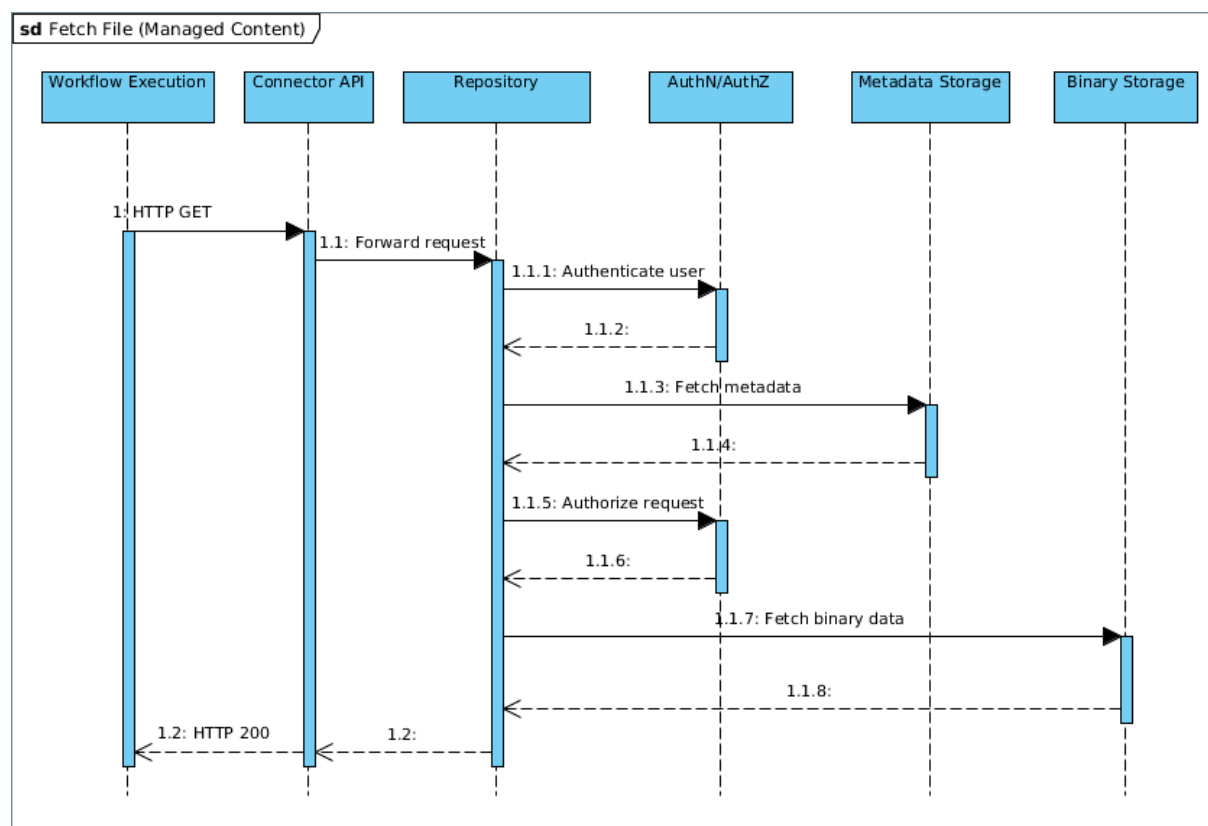 sd Fetch File (Managed Content)
Workflow Execution
Connector API
Repository
AuthN/AuthZ
Metadata Storage
Binary Storage
1: HTTP GET
1.1: Forward request
1.1.1: Authenticate user
1.1.2:
1.1.3: Fetch metadata
1.1.4:
1.1.5: Authorize request
1.1.6:
1.1.7: Fetch binary data
1.1.8:
1.2: HTTP 200
1.2: